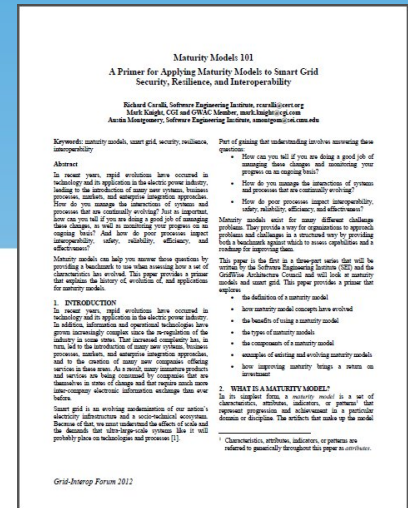 Maturity Models 101
A Primer for Applying Maturity Models to Smart Grid
Security, Resilience, and Interoperability
Richard Caralli, Software Engineering Institute, rcaralli@cert.org
Mark Knight, CGI and GWAC Member, mark.knight@cgi.com
Austin Montgomery, Software Engineering Institute, amontgom@sei.cmu.edu
Keywords: maturity models, smart grid, security, resilience,
interoperability
Abstract
In recent years, rapid evolutions have occurred in
technology and its application in the electric power industry,
leading to the introduction of many new systems, business
processes, markets, and enterprise integration approaches.
How do you manage the interactions of systems and
processes that are continually evolving? Just as important,
how can you tell if you are doing a good job of managing
these changes, as well as monitoring your progress on an
ongoing basis? And how do poor processes impact
interoperability, safety, reliability, efficiency, and
effectiveness?
Maturity models can help you answer those questions by
providing a benchmark to use when assessing how a set of
characteristics has evolved. This paper provides a primer
that explains the history of, evolution of, and applications
for maturity models.
1. INTRODUCTION
In recent years, rapid evolutions have occurred in
technology and its application in the electric power industry.
In addition, information and operational technologies have
grown increasingly complex since the re-regulation of the
industry in some states. That increased complexity has, in
turn, led to the introduction of many new systems, business
processes, markets, and enterprise integration approaches,
and to the creation of many new companies offering
services in these areas. As a result, many immature products
and services are being consumed by companies that are
themselves in states of change and that require much more
inter-company electronic information exchange than ever
before.
Smart grid is an evolving modernization of our nation's
electricity infrastructure and a socio-technical ecosystem.
Because of that, we must understand the effects of scale and
the demands that ultra-large-scale systems like it will
probably place on technologies and processes [1].
Part of gaining that understanding involves answering these
questions:
• How can you tell if you are doing a good job of
managing these changes and monitoring your
progress on an ongoing basis?
• How do you manage the interactions of systems
and processes that are continually evolving?
• How do poor processes impact interoperability,
safety, reliability, efficiency, and effectiveness?
Maturity models exist for many different challenge
problems. They provide a way for organizations to approach
problems and challenges in a structured way by providing
both a benchmark against which to assess capabilities and a
roadmap for improving them.
This paper is the first in a three-part series that will be
written by the Software Engineering Institute (SEI) and the
GridWise Architecture Council and will look at maturity
models and smart grid. This paper provides a primer that
explores
• the definition of a maturity model
• how maturity model concepts have evolved
• the benefits of using a maturity model
• the types of maturity models
• the components of a maturity model
• examples of existing and evolving maturity models
• how improving maturity brings a return on
investment
2. WHAT IS A MATURITY MODEL?
In its simplest form, a maturity model is a set of
characteristics, attributes, indicators, or patterns¹ that
represent progression and achievement in a particular
domain or discipline. The artifacts that make up the model
¹ Characteristics, attributes, indicators, or patterns are
referred to generically throughout this paper as attributes.
Grid-Interop Forum 2012